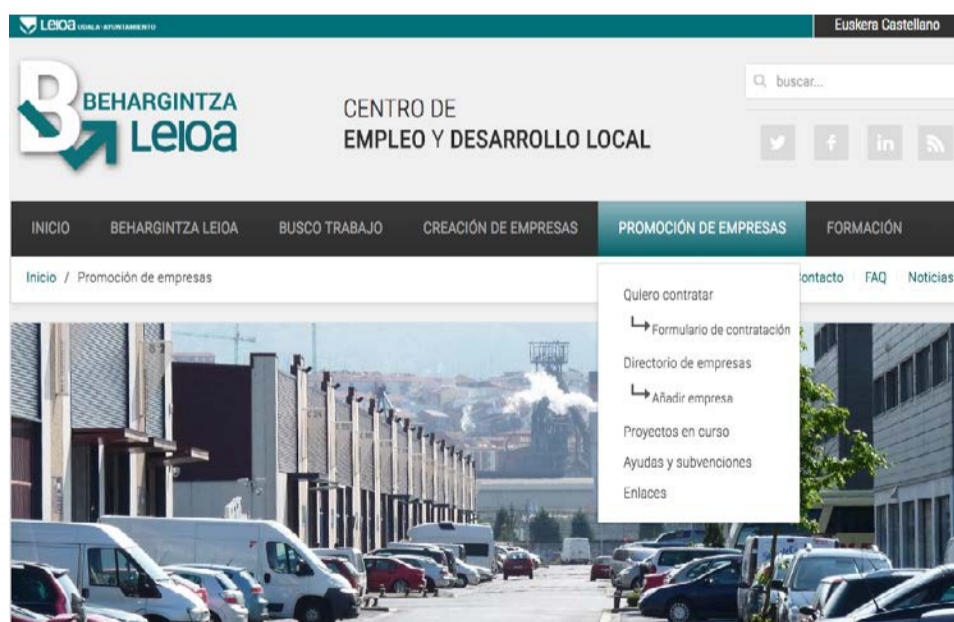 Leioa UDALA·AYUNTAMIENTO
Euskera Castellano
BEHARGINTZA
Leioa
CENTRO DE
EMPLEO Y DESARROLLO LOCAL
buscar...
INICIO BEHARGINTZA LEIOA BUSCO TRABAJO CREACIÓN DE EMPRESAS PROMOCIÓN DE EMPRESAS FORMACIÓN
Inicio / Promoción de empresas
ontacto FAQ Noticias
Quiero contratar
Formulario de contratación
Directorio de empresas
Añadir empresa
Proyectos en curso
Ayudas y subvenciones
Enlaces